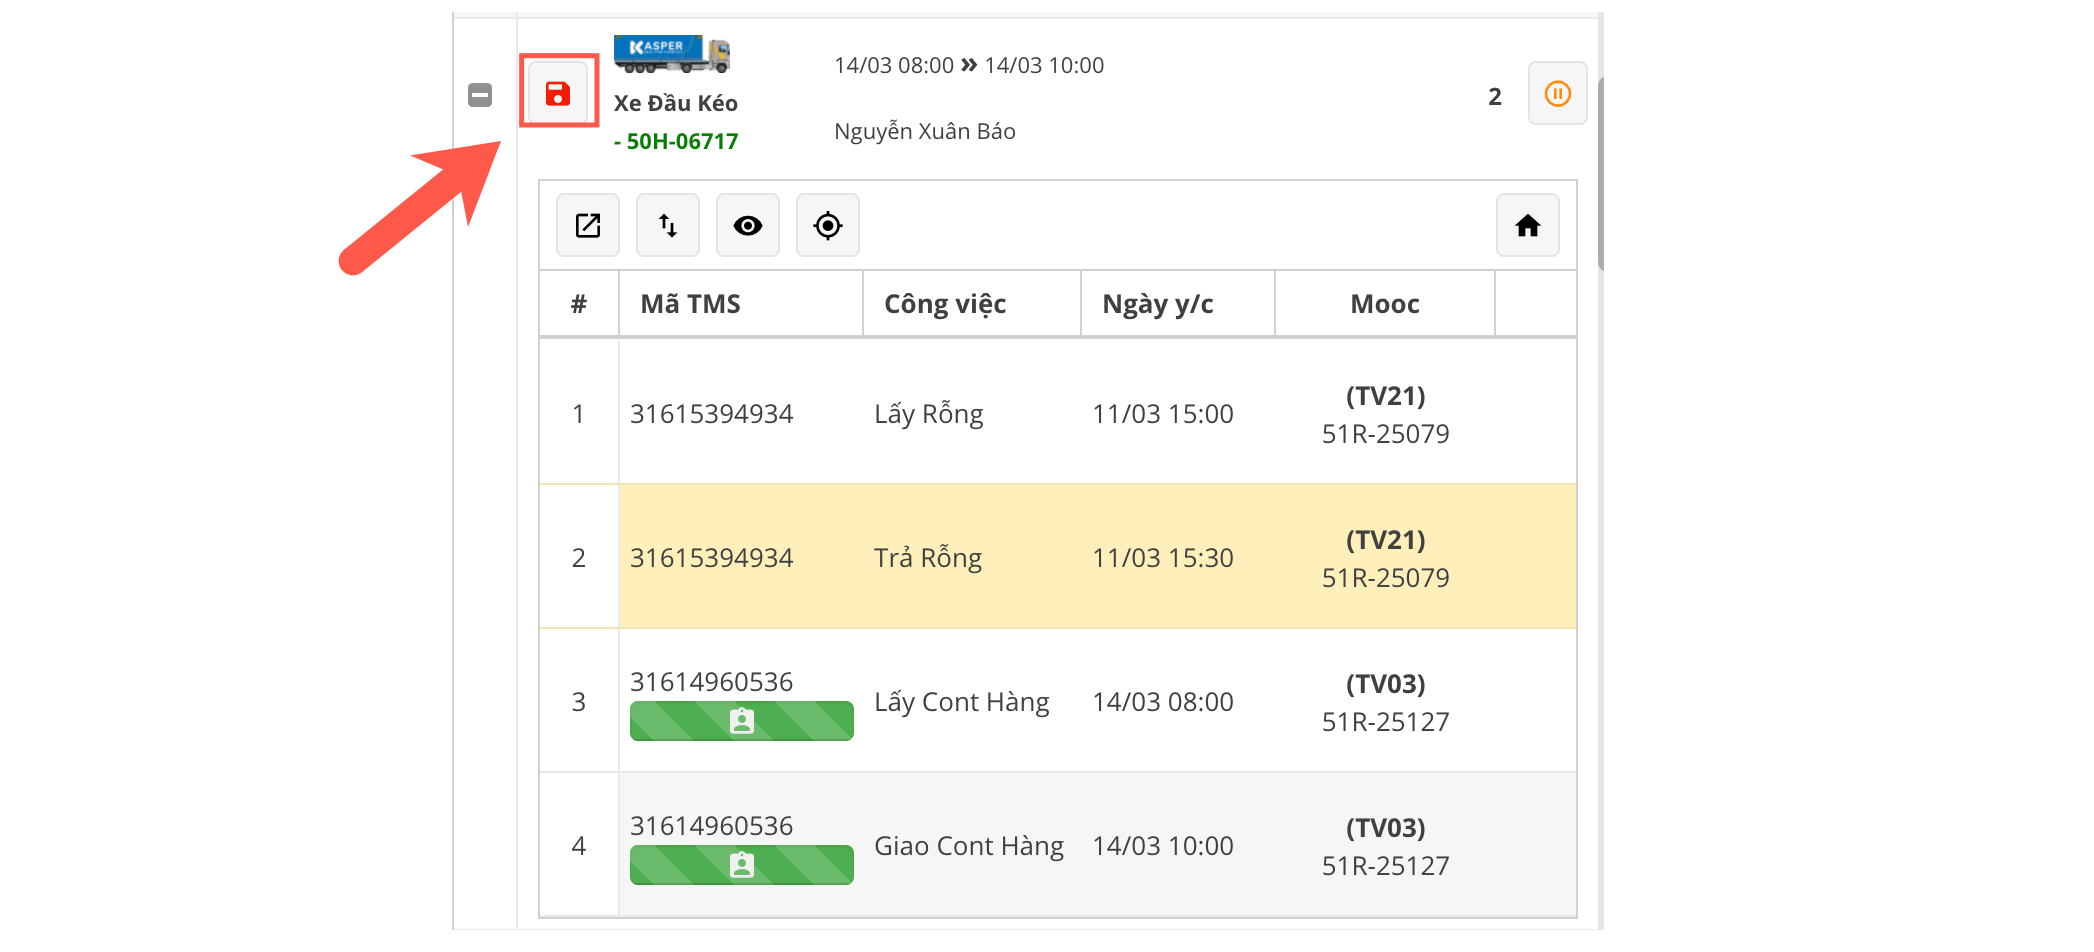 KASPER
14/03 08:00 » 14/03 10:00
Xe Đầu Kéo
2
- 50H-06717
Nguyễn Xuân Báo
# Mã TMS Công việc Ngày y/c Mooc
1 31615394934 Lấy Rỗng 11/03 15:00 (TV21)
51R-25079
2 31615394934 Trả Rỗng 11/03 15:30 (TV21)
51R-25079
3 31614960536 Lấy Cont Hàng 14/03 08:00 (TV03)
51R-25127
4 31614960536 Giao Cont Hàng 14/03 10:00 (TV03)
51R-25127